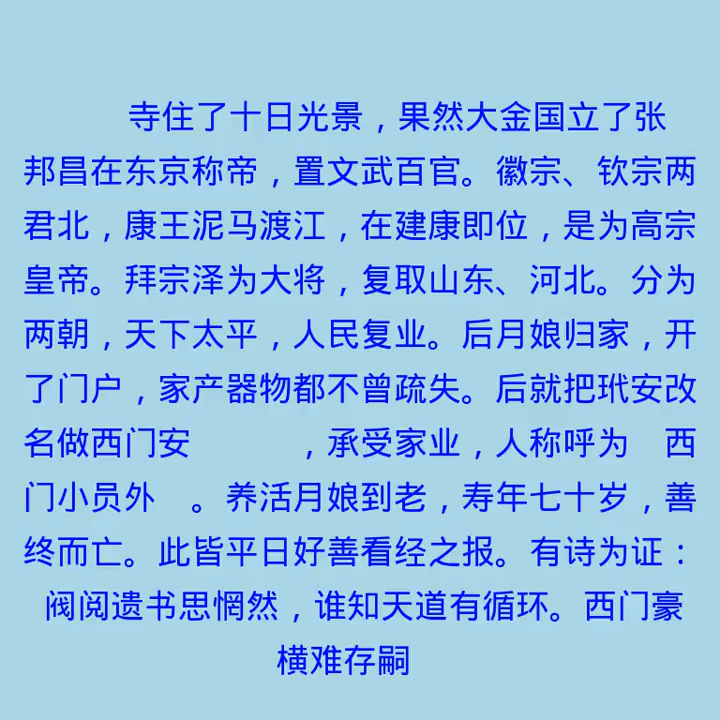 寺住了十日光景，果然大金国立了张
邦昌在东京称帝，置文武百官。徽宗、钦宗两
君北，康王泥马渡江，在建康即位，是为高宗
皇帝。拜宗泽为大将，复取山东、河北。分为
两朝，天下太平，人民复业。后月娘归家，开
了门户，家产器物都不曾疏失。后就把玳安改
名做西门安　　　，承受家业，人称呼为　西
门小员外　。养活月娘到老，寿年七十岁，善
终而亡。此皆平日好善看经之报。有诗为证：
阀阅遗书思惘然，谁知天道有循环。西门豪
横难存嗣